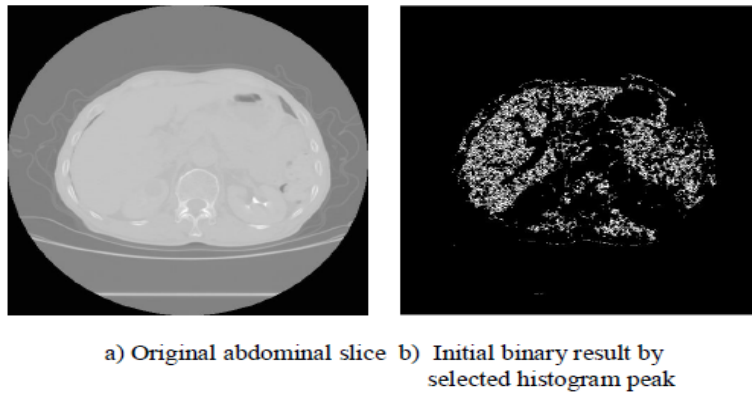 a) Original abdominal slice b) Initial binary result by
selected histogram peak